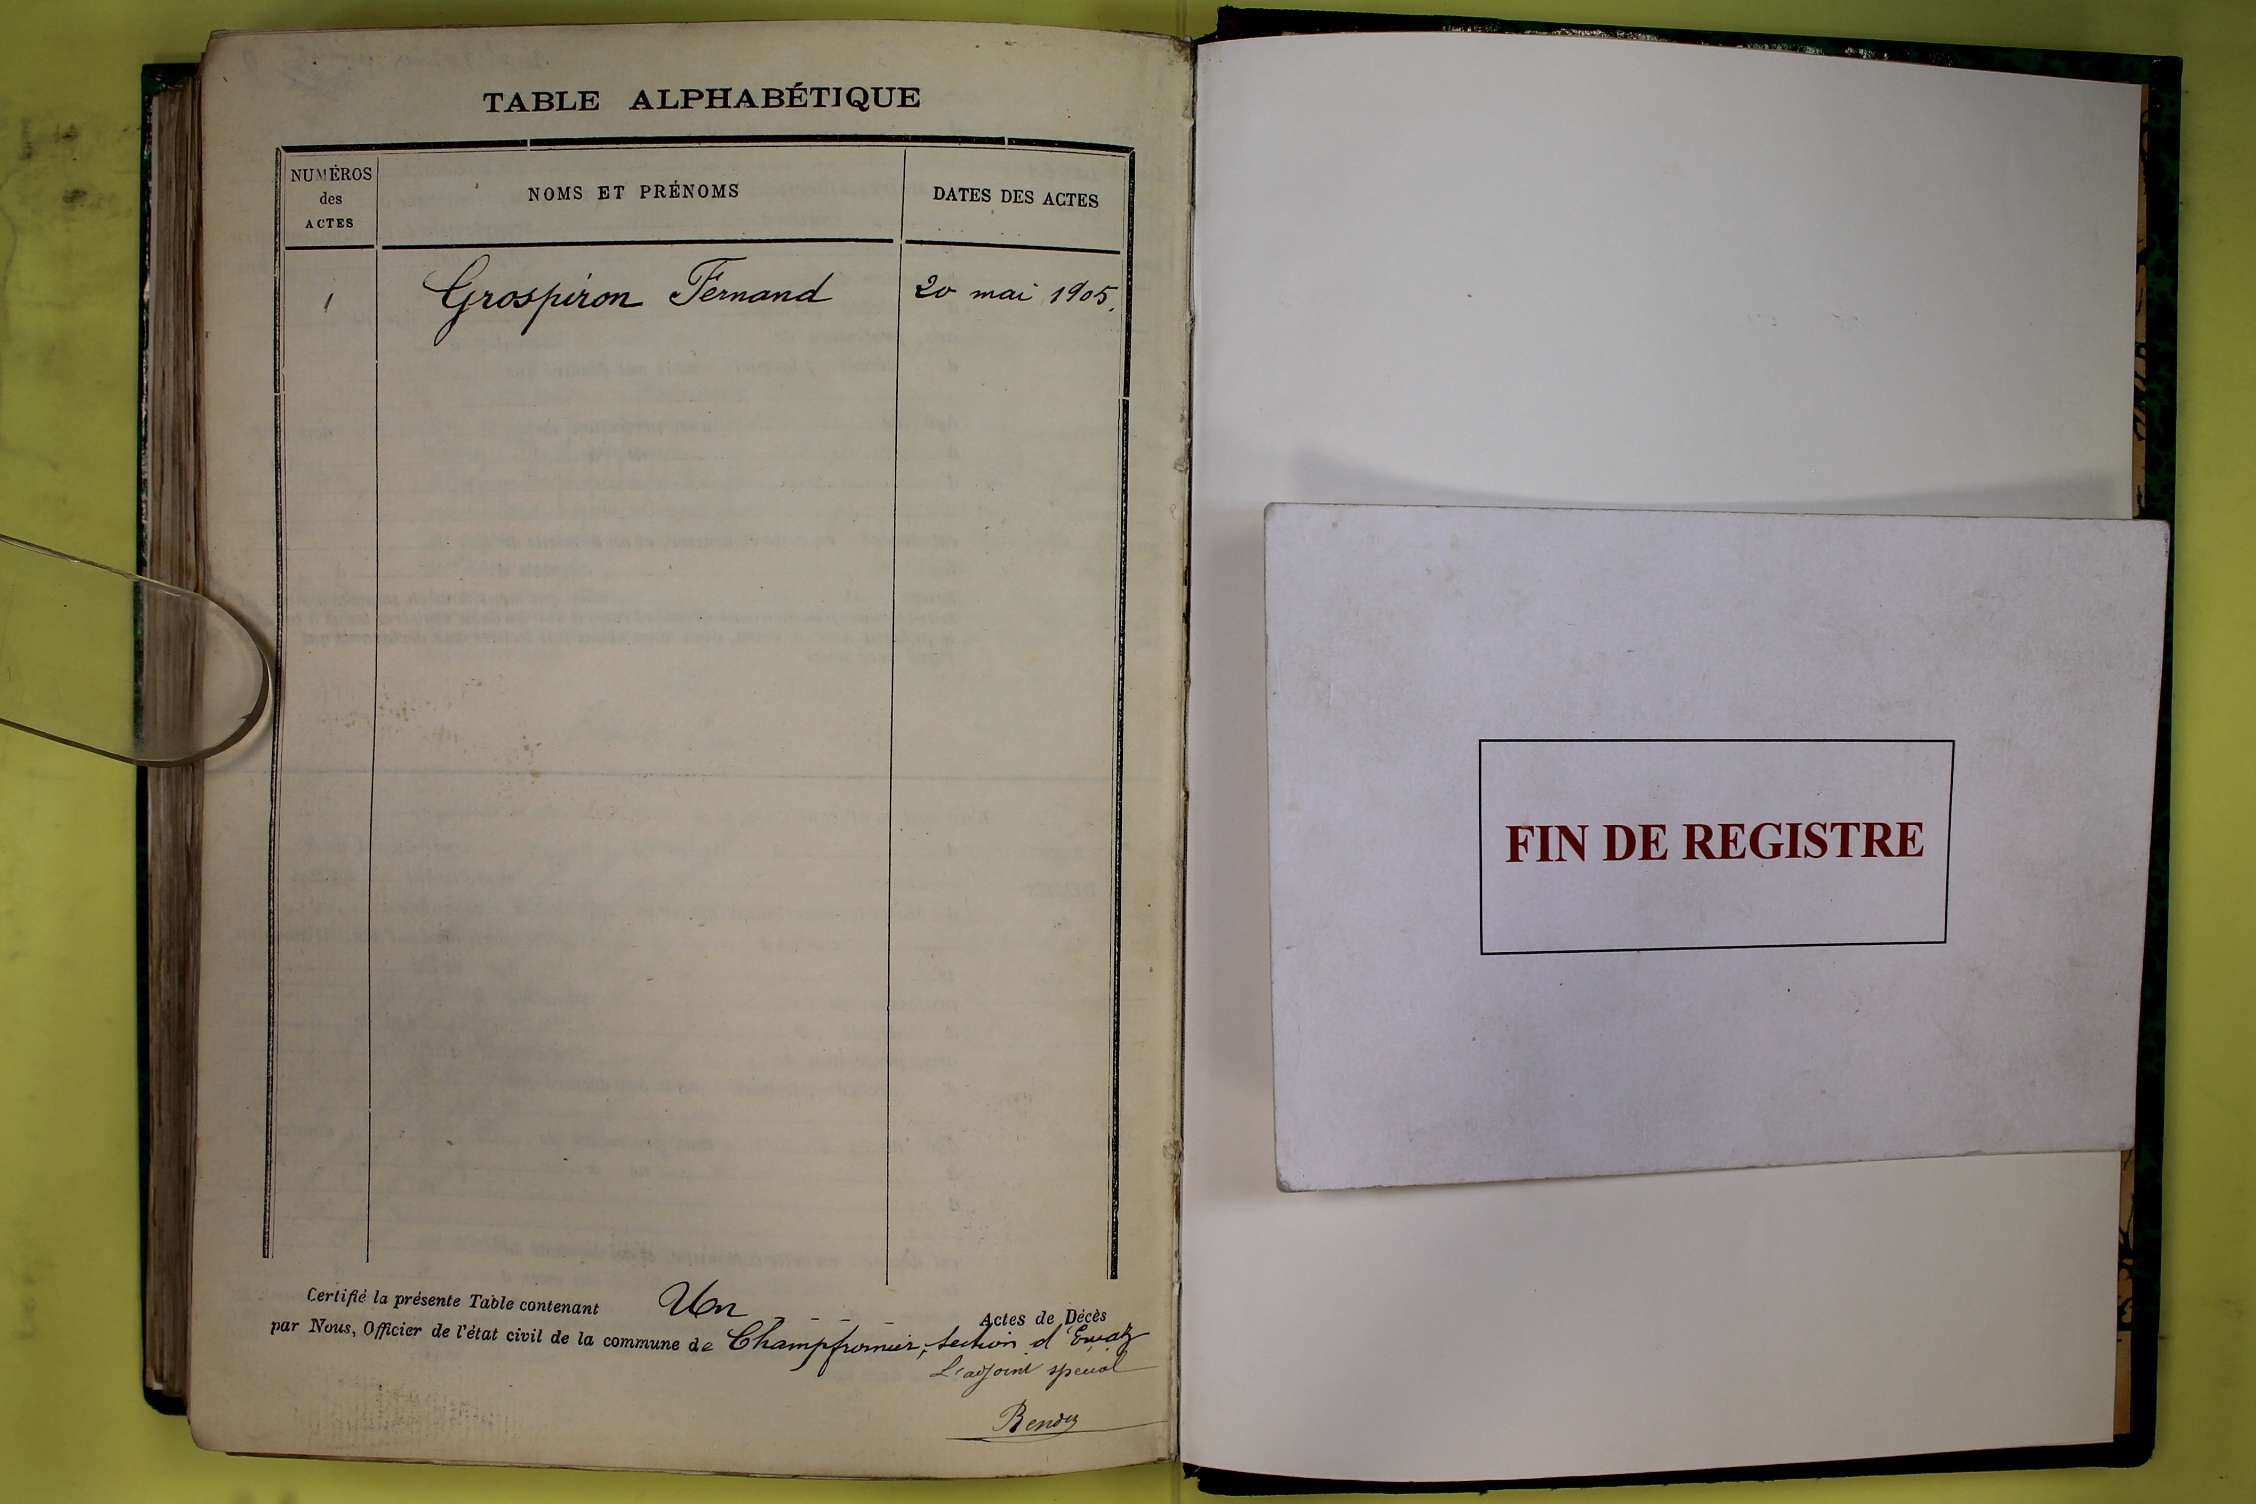 TABLE ALPHABÉTIQUE
NUMÉROS
des
ACTES
NOMS ET PRÉNOMS
DATES DES ACTES
1 Grospiron Fernand 20 mai 1905.
Certifié la présente Table contenant Un Actes de Décès
par Nous, Officier de l'état civil de la commune de Champfromier, section d'Evuaz
L'adjoint spécial
FIN DE REGISTRE